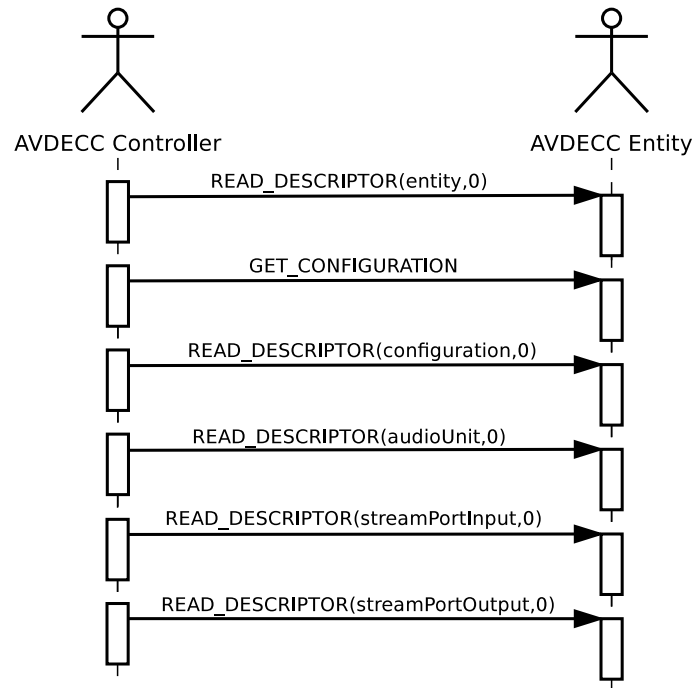 AVDECC Controller
AVDECC Entity
READ_DESCRIPTOR(entity,0)
GET_CONFIGURATION
READ_DESCRIPTOR(configuration,0)
READ_DESCRIPTOR(audioUnit,0)
READ_DESCRIPTOR(streamPortInput,0)
READ_DESCRIPTOR(streamPortOutput,0)